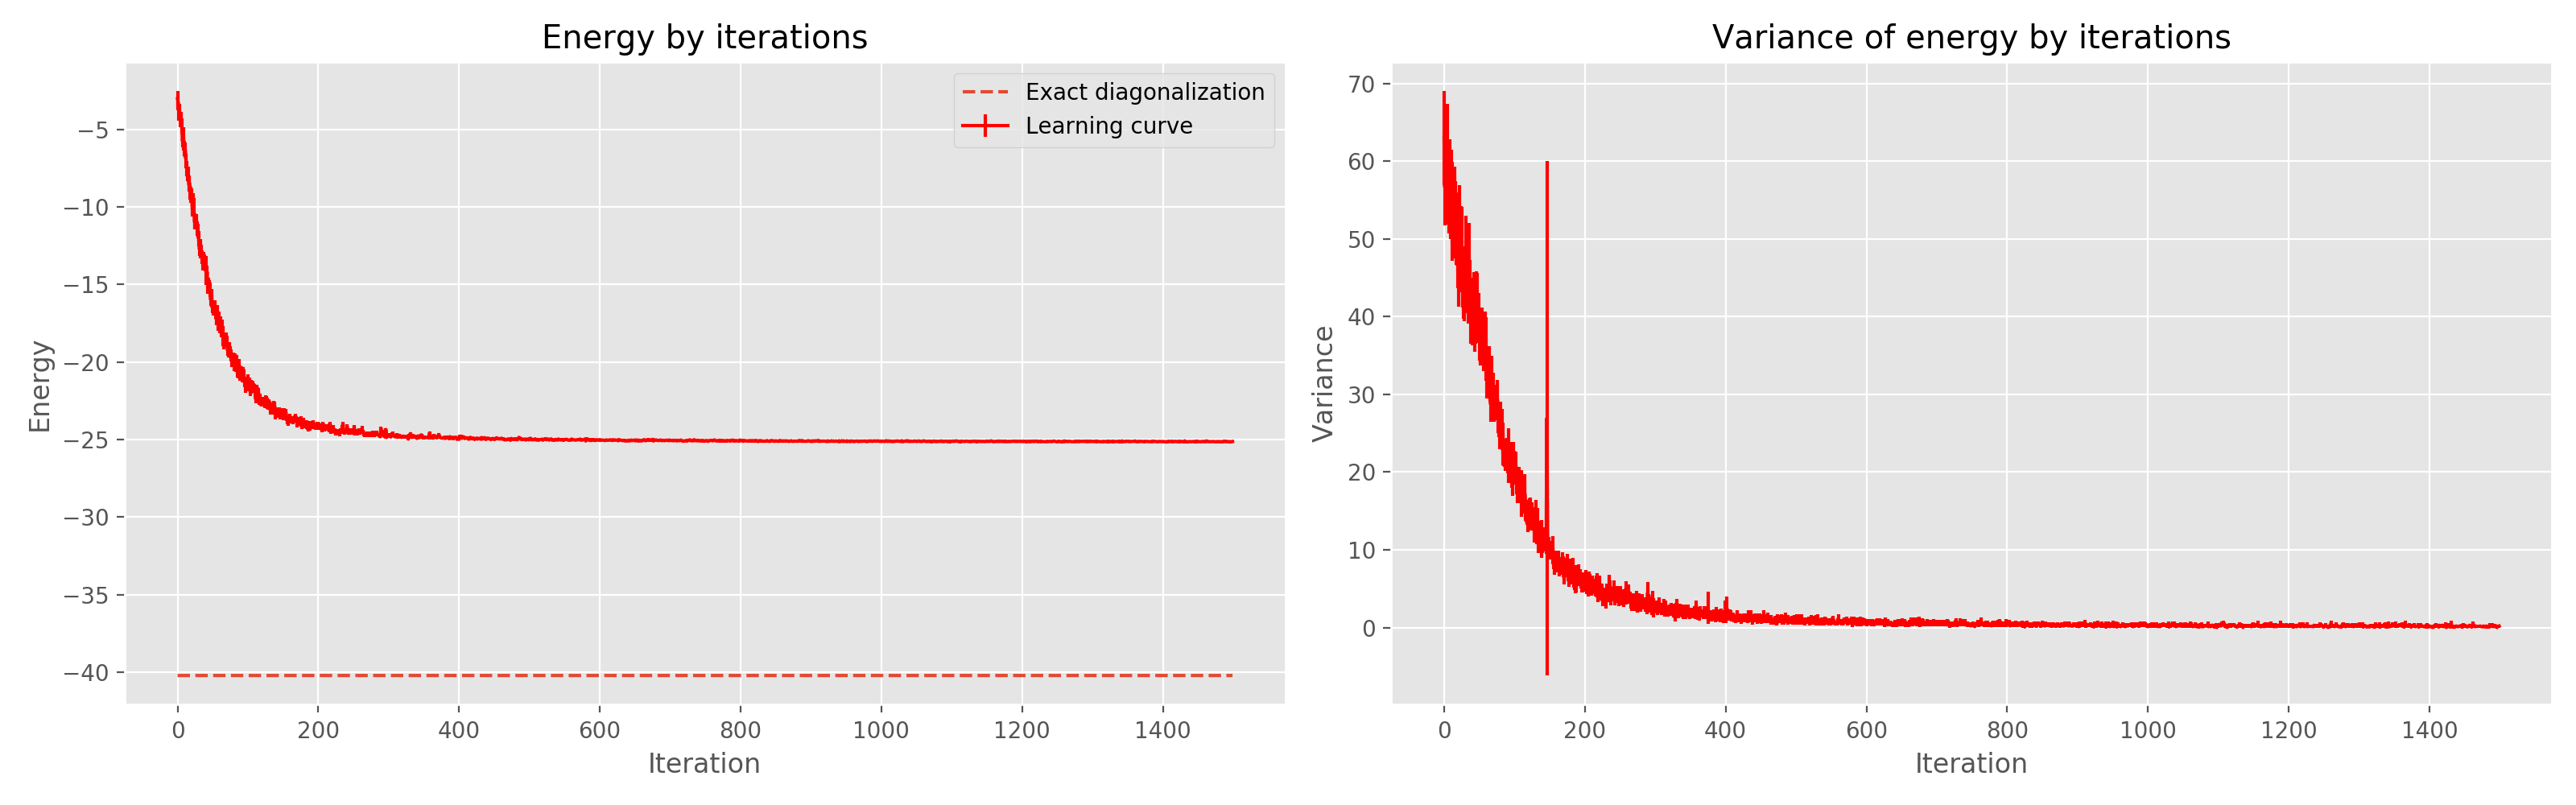 Energy by iterations
Exact diagonalization
Learning curve
−5
−10
−15
−20
−25
−30
−35
−40
Energy
0 200 400 600 800 1000 1200 1400
Iteration
Variance of energy by iterations
70
60
50
40
30
20
10
0
Variance
0 200 400 600 800 1000 1200 1400
Iteration